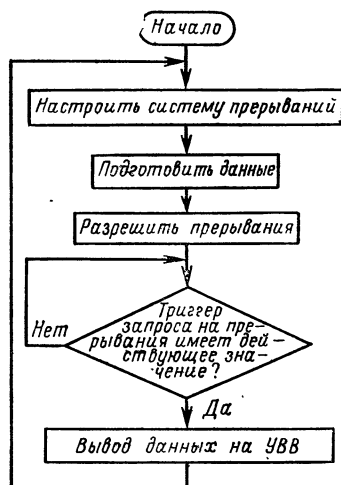 Начало
Настроить систему прерываний
Подготовить данные
Разрешить прерывания
Триггер
запроса на пре-
рывания имеет дей-
ствующее зна-
чение?
Нет
Да
Вывод данных на УВВ